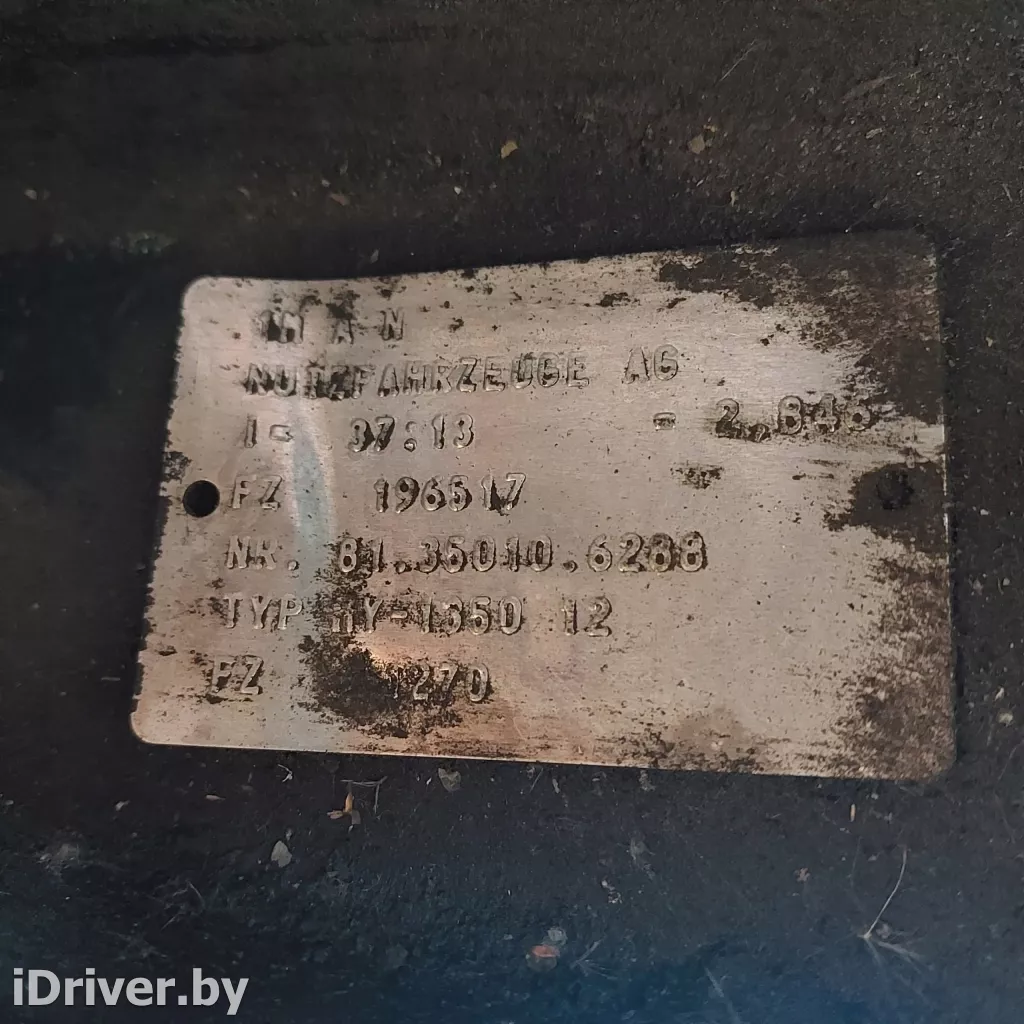 M A N
NUTZFAHRZEUGE AG
I = 37:13 = 2,846
FZ 196517
NR. 81.35010.6288
TYP HY-1350 12
FZ 1270
iDriver.by